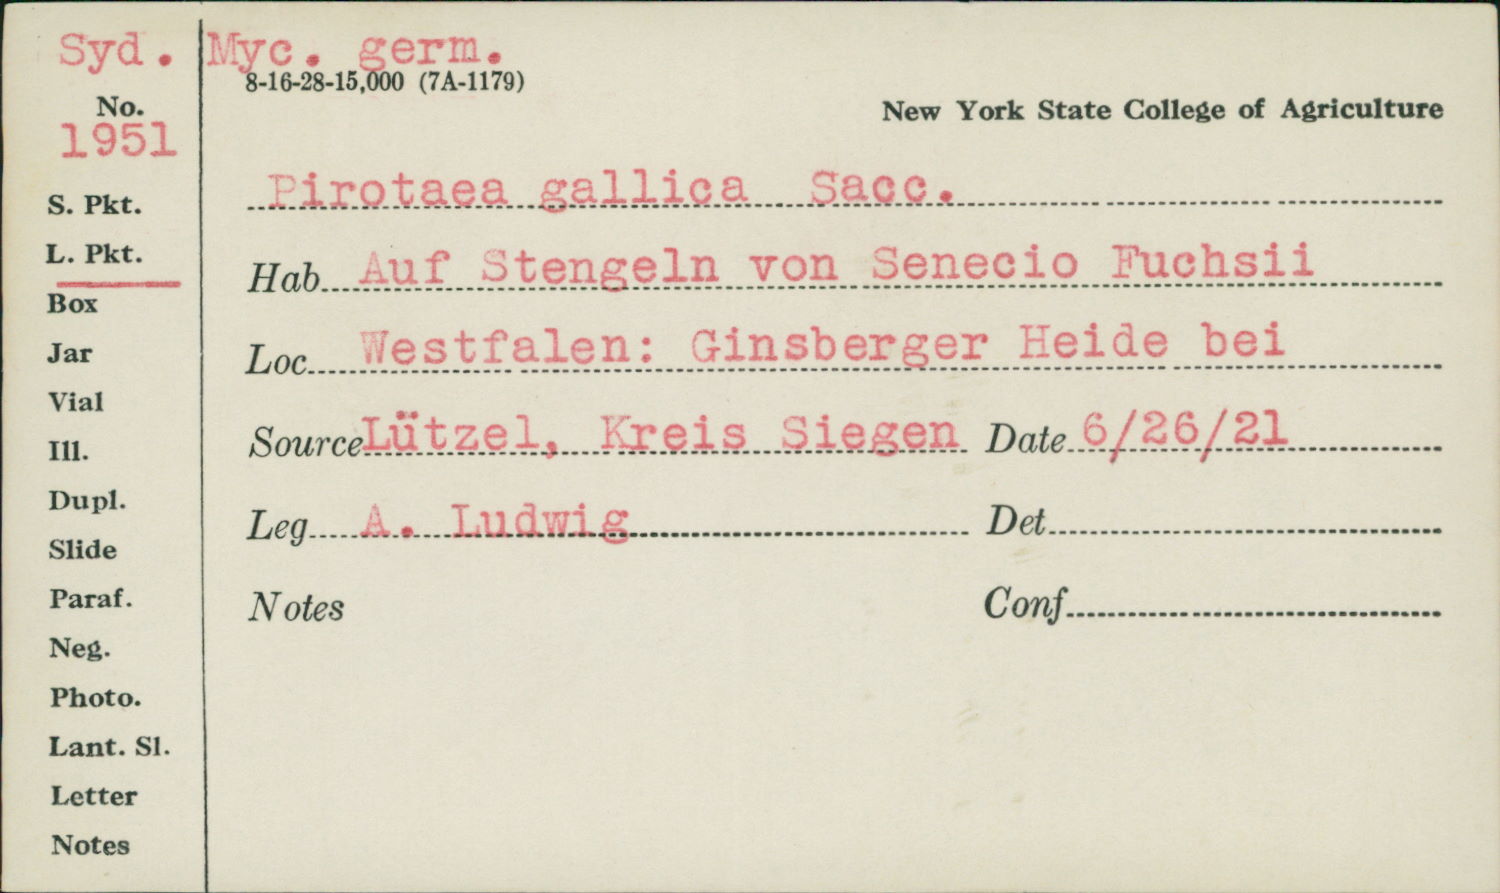 Syd. Myc. germ.
8-16-28-15,000 (7A-1179)
No.
New York State College of Agriculture
1951
Pirotaea gallica Sacc.
S. Pkt.
L. Pkt.
Hab. Auf Stengeln von Senecio Fuchsii
Box
Jar
Loc. Westfalen: Ginsberger Heide bei
Vial
Source Lützel, Kreis Siegen Date 6/26/21
Ill.
Dupl.
Leg. A. Ludwig Det.
Slide
Paraf.
Notes Conf.
Neg.
Photo.
Lant. Sl.
Letter
Notes